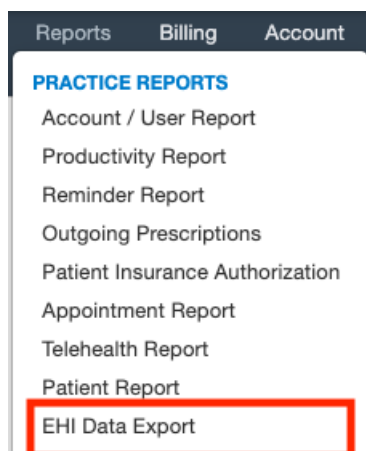 Reports Billing Account
PRACTICE REPORTS
Account / User Report
Productivity Report
Reminder Report
Outgoing Prescriptions
Patient Insurance Authorization
Appointment Report
Telehealth Report
Patient Report
EHI Data Export